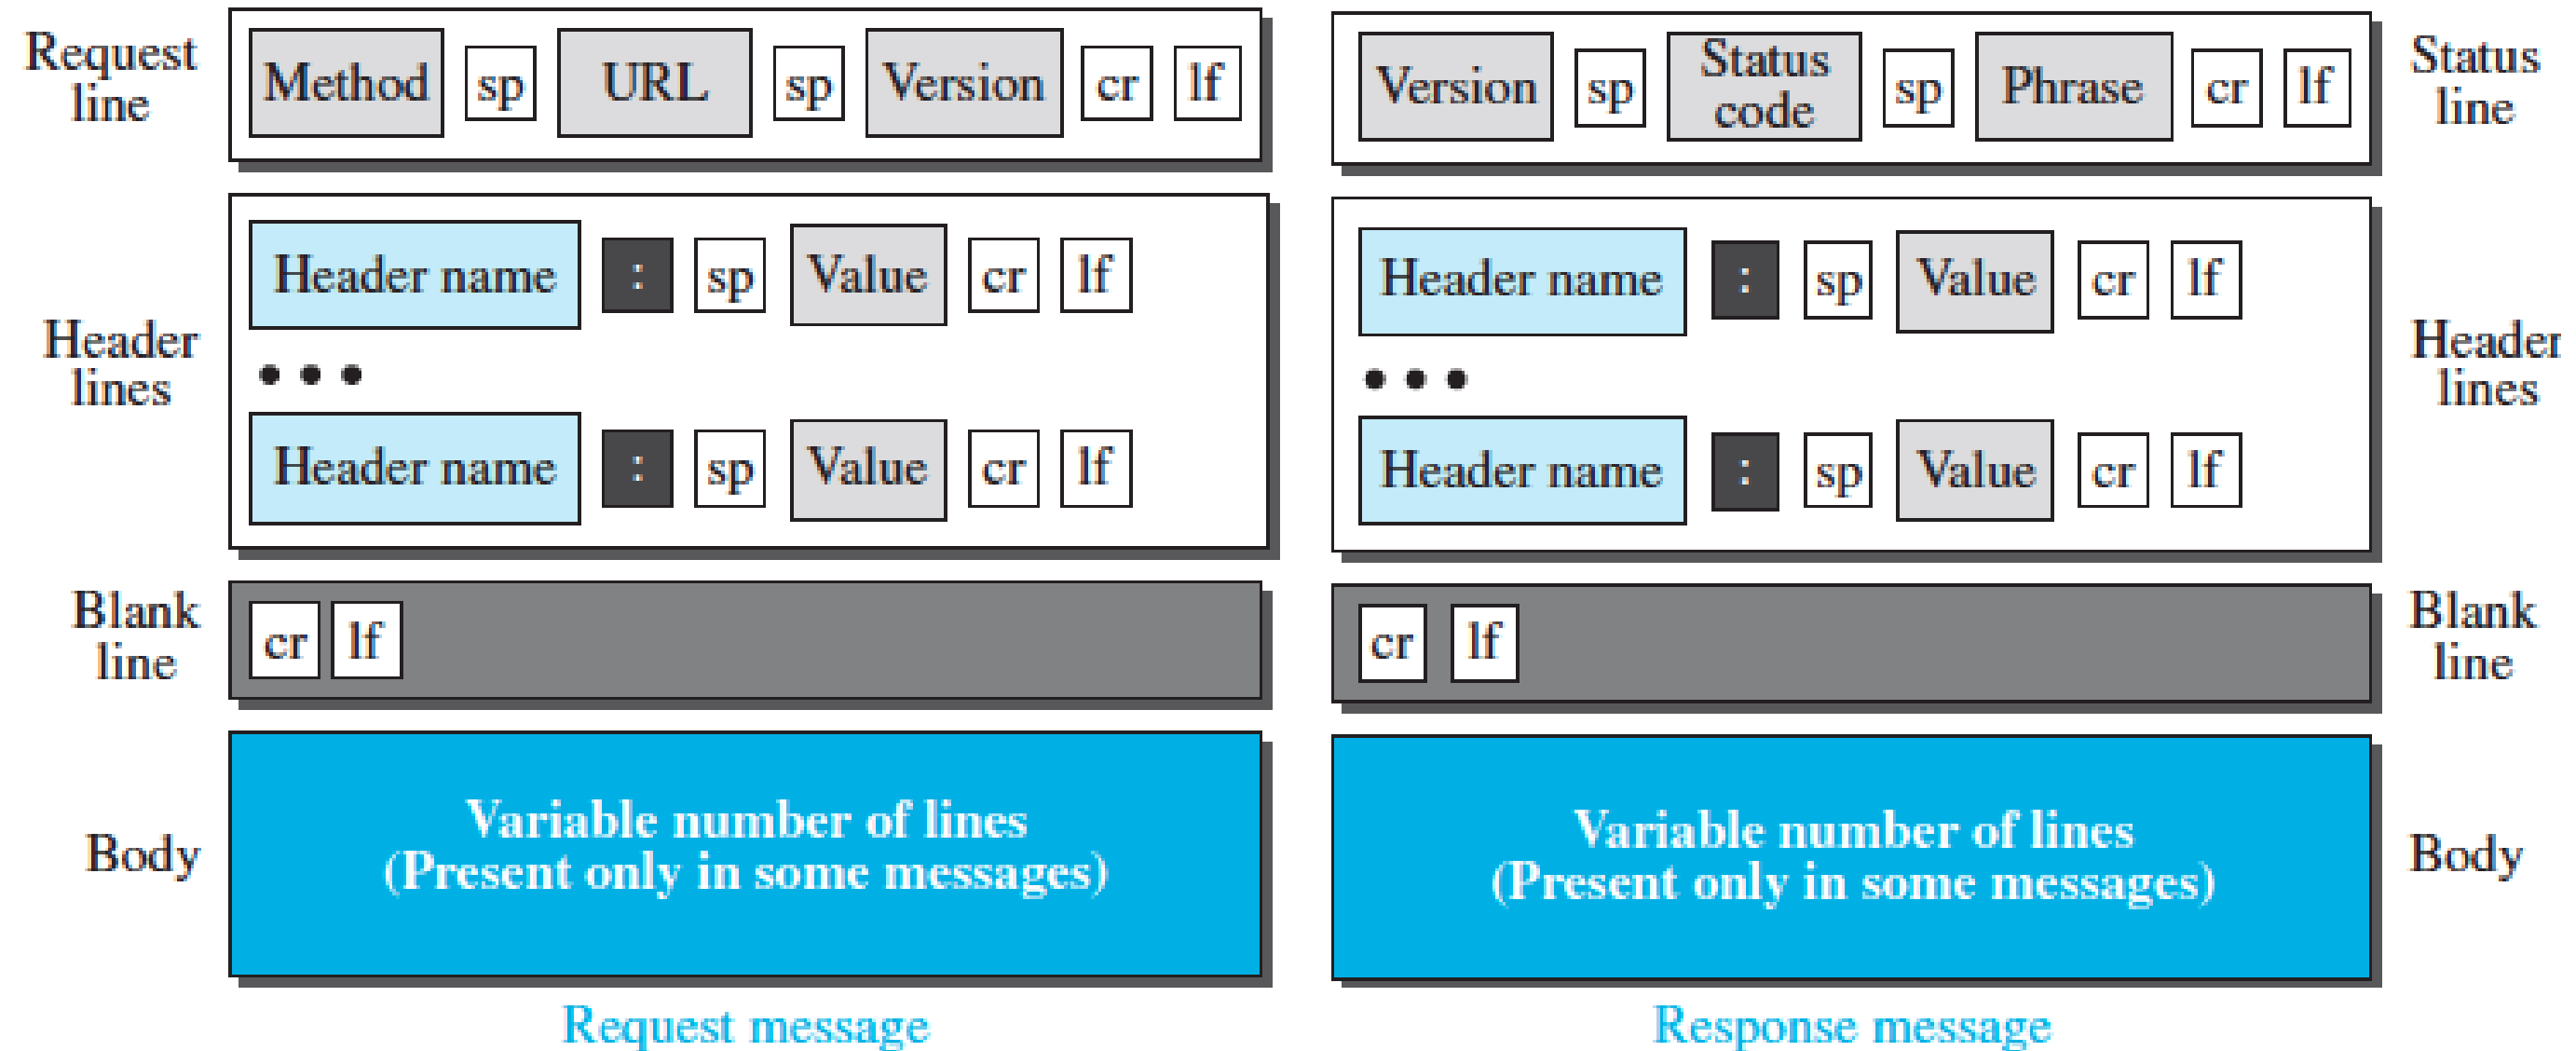 Request
line
Method sp URL sp Version cr lf
Header
lines
Header name : sp Value cr lf
• • •
Header name : sp Value cr lf
Blank
line
cr lf
Body
Variable number of lines
(Present only in some messages)
Request message
Version sp Status code sp Phrase cr lf
Status
line
Header name : sp Value cr lf
• • •
Header name : sp Value cr lf
Header
lines
cr lf
Blank
line
Variable number of lines
(Present only in some messages)
Body
Response message